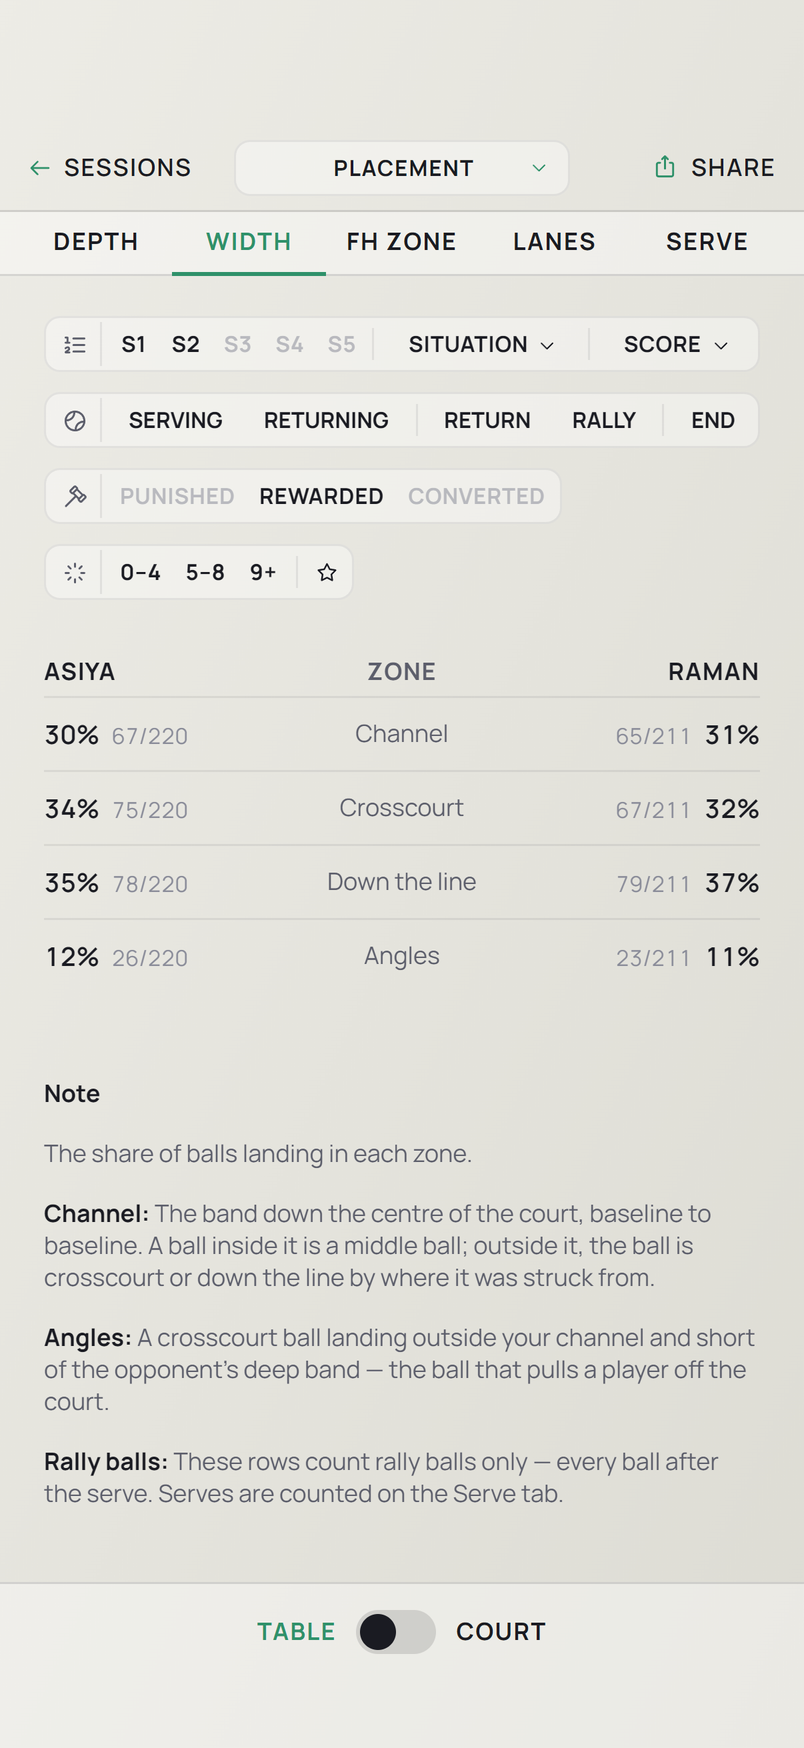 SESSIONS PLACEMENT SHARE
DEPTH WIDTH FH ZONE LANES SERVE
S1 S2 S3 S4 S5 SITUATION SCORE
SERVING RETURNING RETURN RALLY END
PUNISHED REWARDED CONVERTED
0–4 5–8 9+
ASIYA ZONE RAMAN
30% 67/220 Channel 65/211 31%
34% 75/220 Crosscourt 67/211 32%
35% 78/220 Down the line 79/211 37%
12% 26/220 Angles 23/211 11%
Note
The share of balls landing in each zone.
Channel: The band down the centre of the court, baseline to
baseline. A ball inside it is a middle ball; outside it, the ball is
crosscourt or down the line by where it was struck from.
Angles: A crosscourt ball landing outside your channel and short
of the opponent's deep band — the ball that pulls a player off the
court.
Rally balls: These rows count rally balls only — every ball after
the serve. Serves are counted on the Serve tab.
TABLE COURT